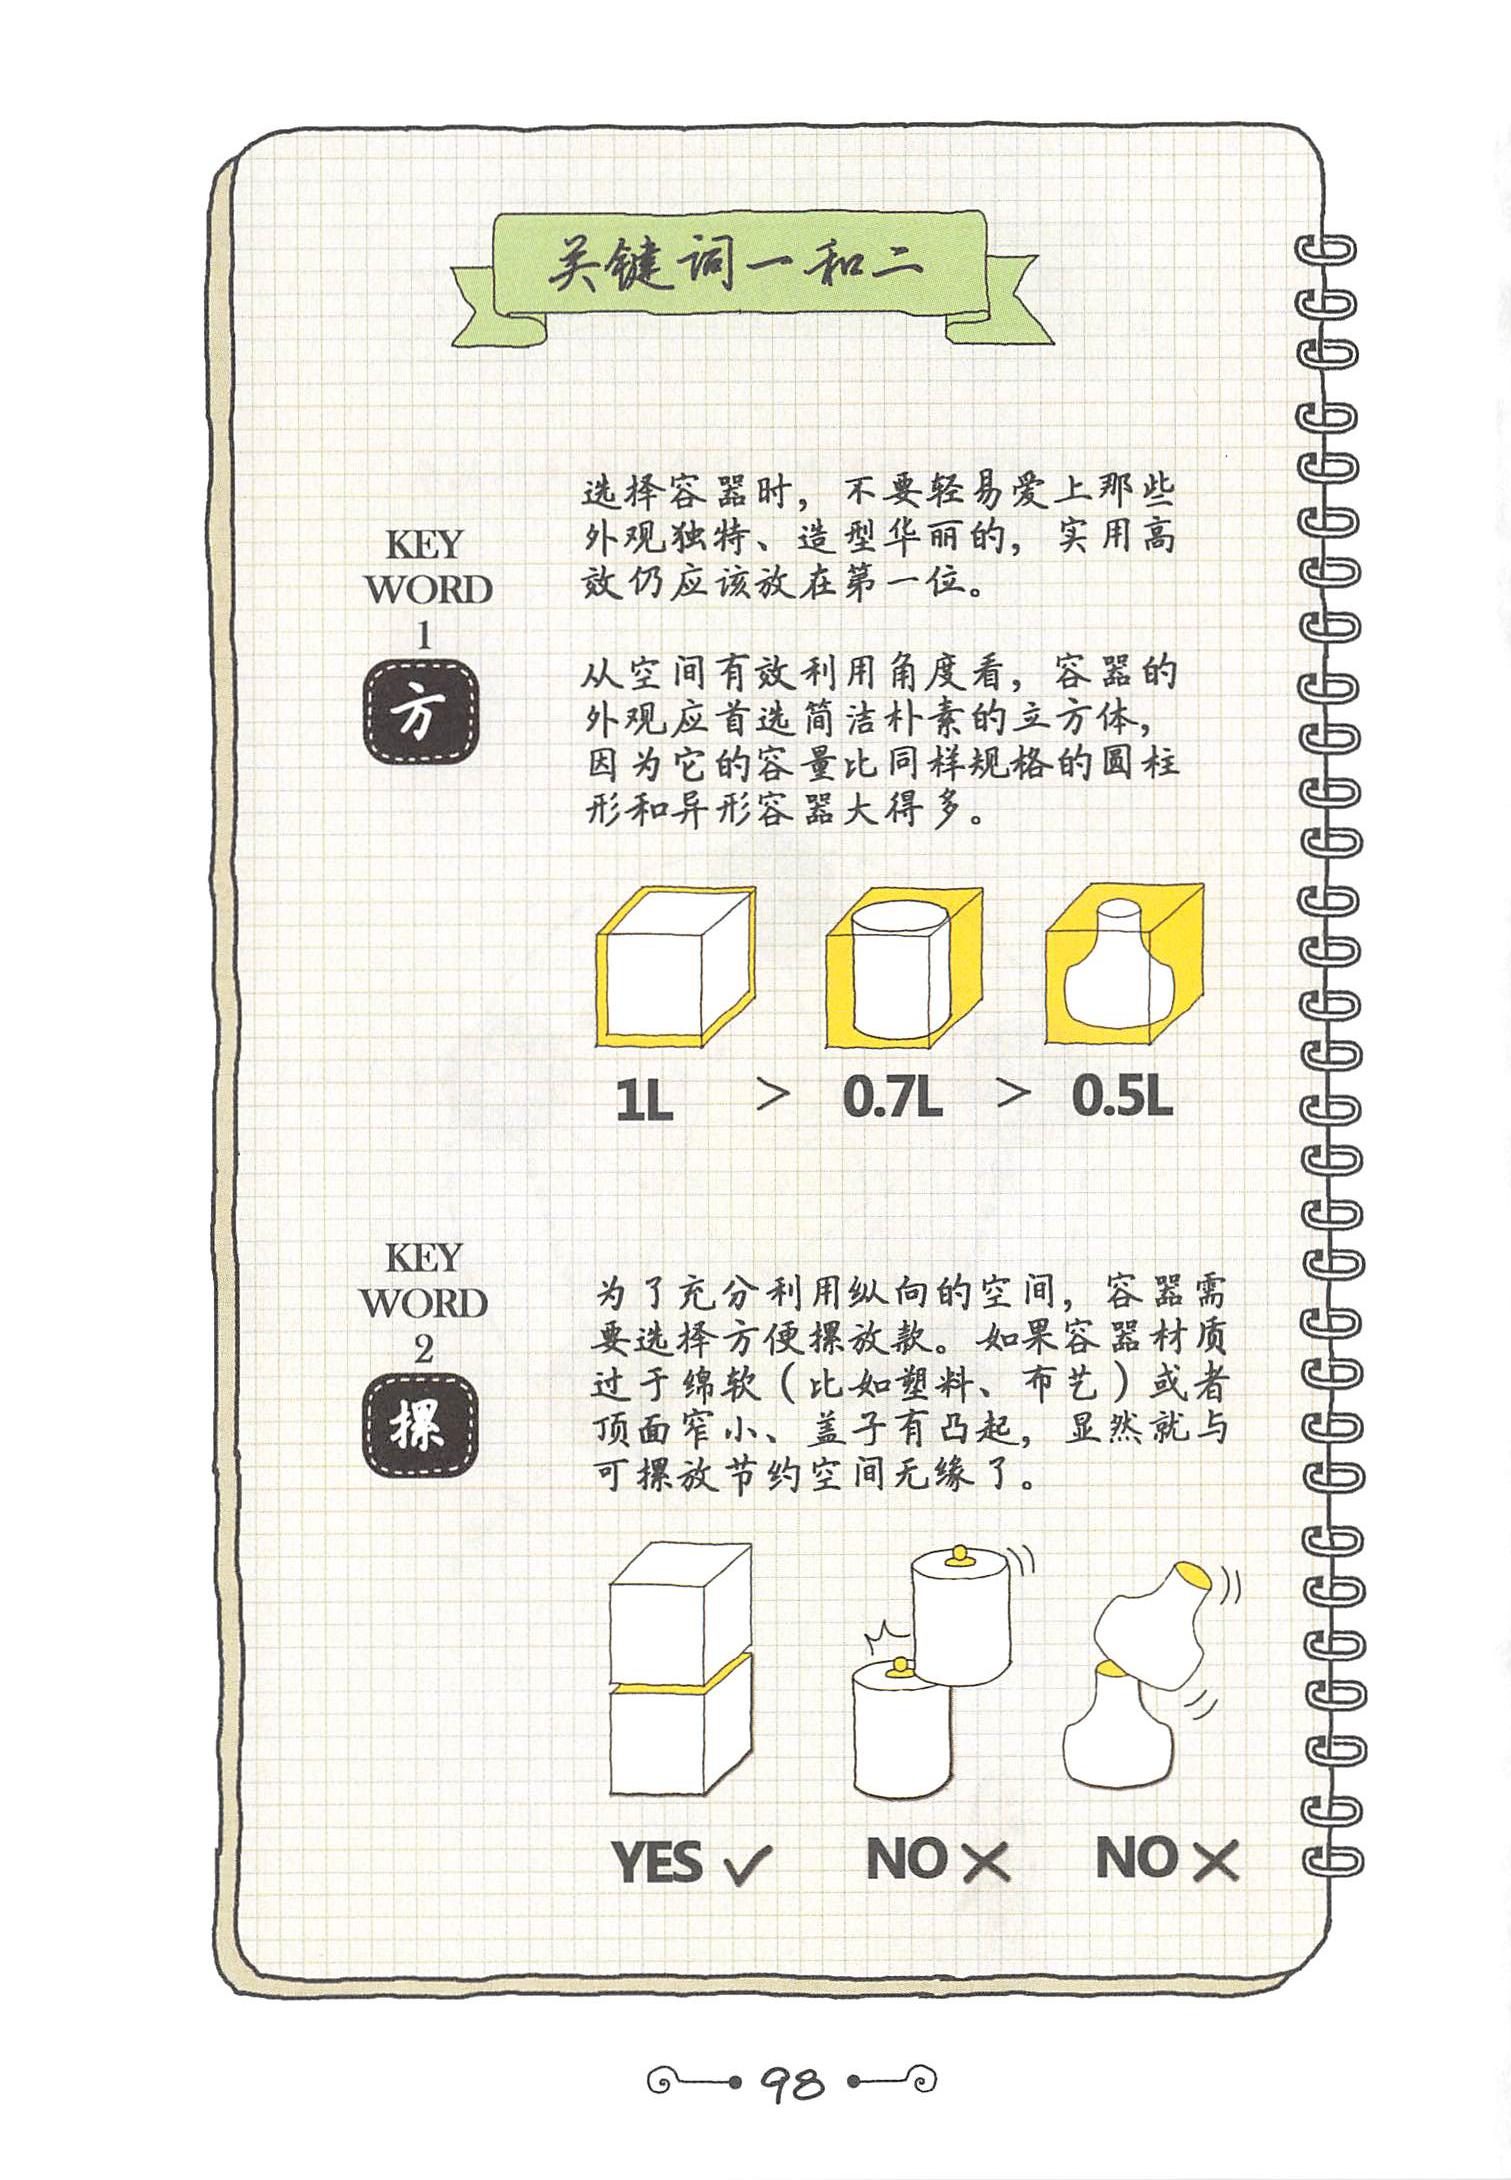 关键词一和二
KEY
WORD
1
方
选择容器时，不要轻易爱上那些
外观独特、造型华丽的，实用高
效仍应该放在第一位。
从空间有效利用角度看，容器的
外观应首选简洁朴素的立方体，
因为它的容量比同样规格的圆柱
形和异形容器大得多。
1L > 0.7L > 0.5L
KEY
WORD
2
摞
为了充分利用纵向的空间，容器需
要选择方便摞放款。如果容器材质
过于绵软（比如塑料、布艺）或者
顶面窄小、盖子有凸起，显然就与
可摞放节约空间无缘了。
YES ✓ NO × NO ×
98